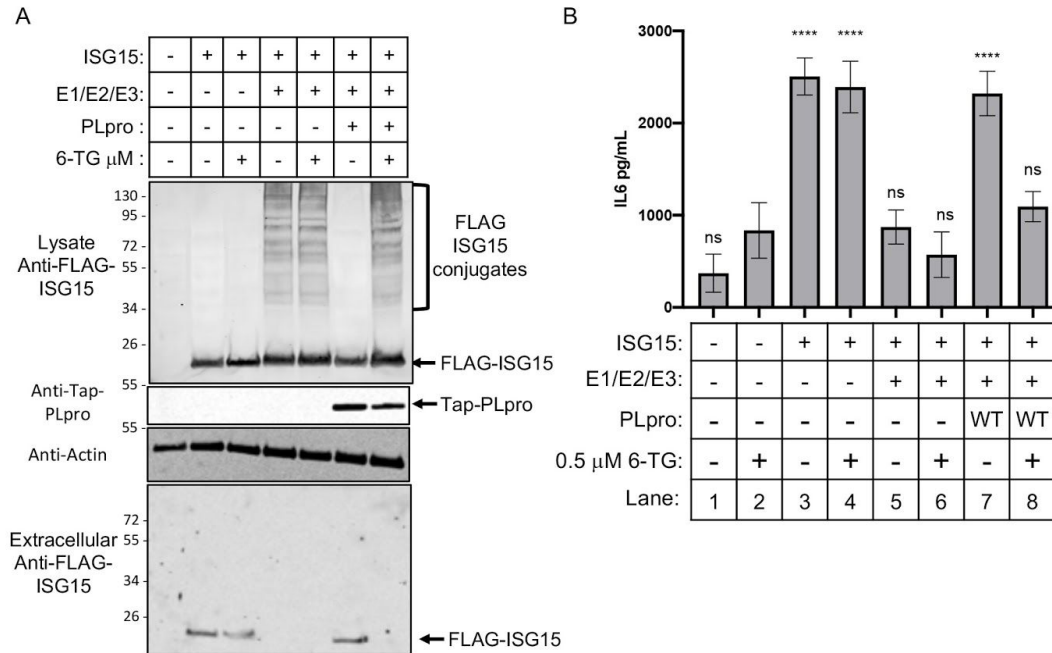 A
ISG15: - + + + + + +
E1/E2/E3: - - - + + + +
PLpro : - - - - - + +
6-TG μM : - - + - + - +
130 -
95 -
72 -
55 -
34 -
26 -
Lysate
Anti-FLAG-
ISG15
FLAG
ISG15
conjugates
FLAG-ISG15
55 -
Anti-Tap-
PLpro
Tap-PLpro
55 -
Anti-Actin
72 -
55 -
34 -
26 -
Extracellular
Anti-FLAG-
ISG15
FLAG-ISG15
B
IL6 pg/mL
3000
2000
1000
0
ns **** **** ns ns **** ns
ISG15: - - + + + + + +
E1/E2/E3: - - - - + + + +
PLpro: - - - - - - WT WT
0.5 μM 6-TG: - + - + - + - +
Lane: 1 2 3 4 5 6 7 8